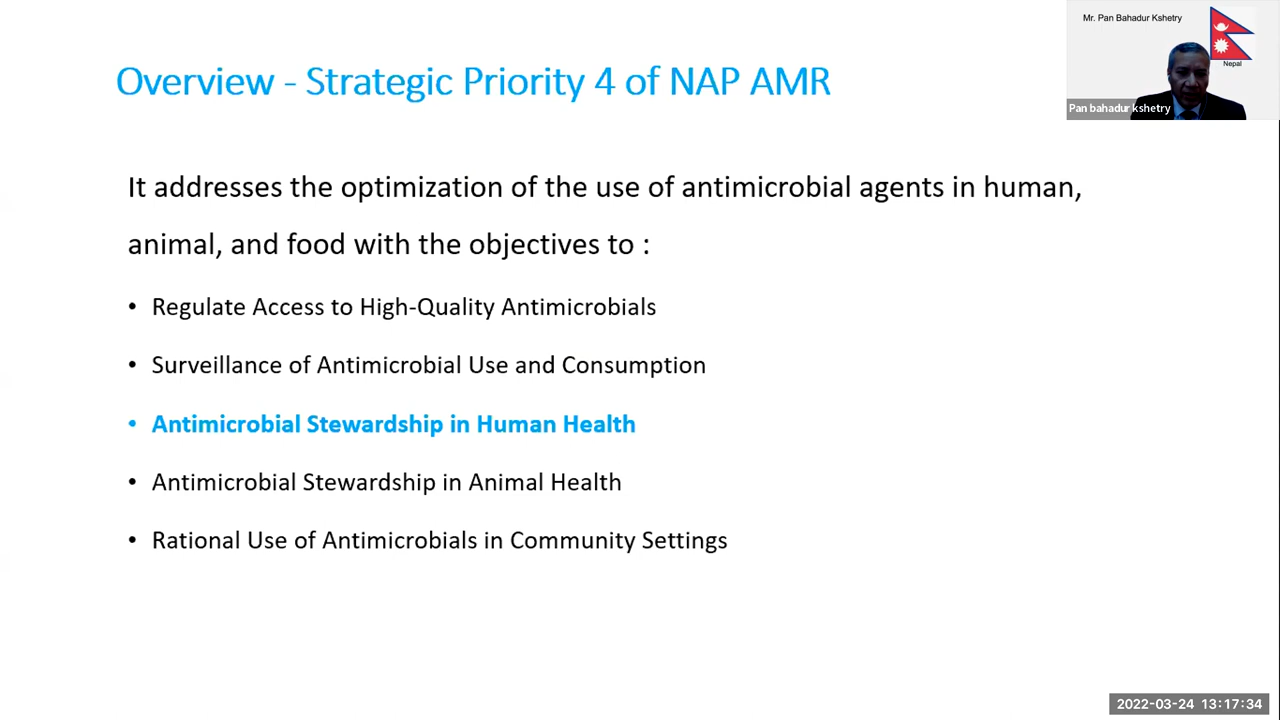 Overview - Strategic Priority 4 of NAP AMR
Mr. Pan Bahadur Kshetry
Nepal
Pan bahadur kshetry
It addresses the optimization of the use of antimicrobial agents in human,
animal, and food with the objectives to :
• Regulate Access to High-Quality Antimicrobials
• Surveillance of Antimicrobial Use and Consumption
• Antimicrobial Stewardship in Human Health
• Antimicrobial Stewardship in Animal Health
• Rational Use of Antimicrobials in Community Settings
2022-03-24 13:17:34